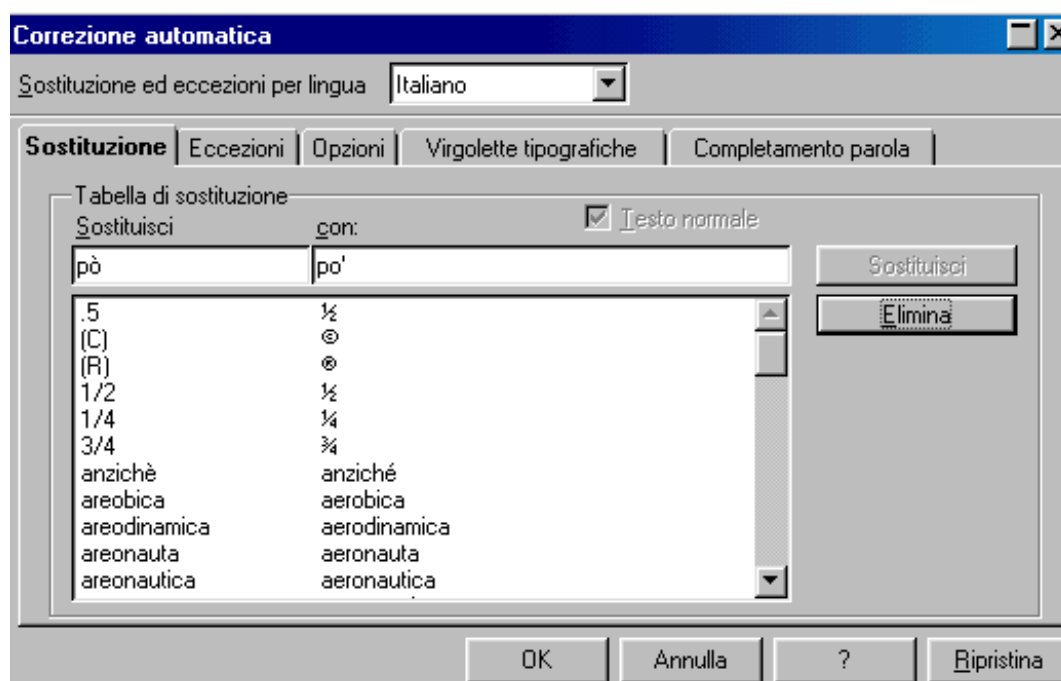 Correzione automatica
Sostituzione ed eccezioni per lingua Italiano
Sostituzione Eccezioni Opzioni Virgolette tipografiche Completamento parola
Tabella di sostituzione
Sostituisci con: Testo normale
pò po' Sostituisci
.5 ½
Elimina
(C) ©
(R) ®
1/2 ½
1/4 ¼
3/4 ¾
anzichè anziché
areobica aerobica
areodinamica aerodinamica
areonauta aeronauta
areonautica aeronautica
OK Annulla ? Ripristina